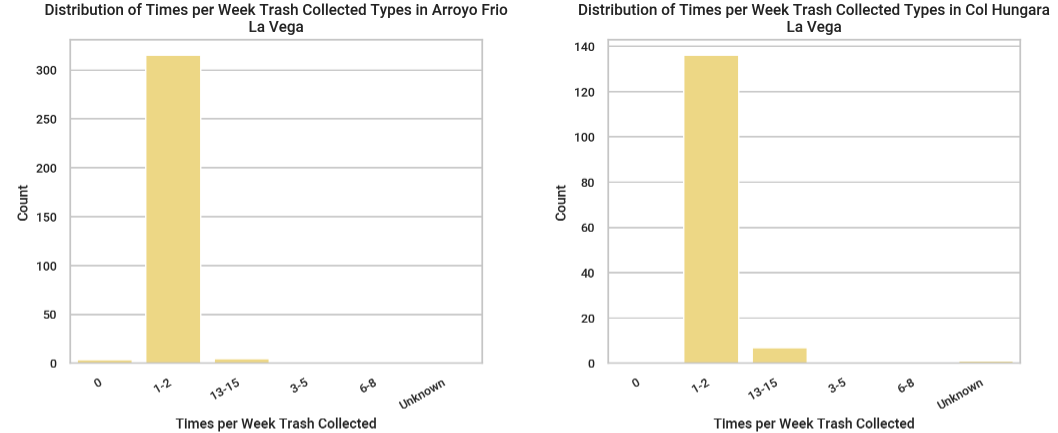 Distribution of Times per Week Trash Collected Types in Arroyo Frio
La Vega
300
250
200
150
100
50
0
Count
0
1-2
13-15
3-5
6-8
Unknown
Times per Week Trash Collected
Distribution of Times per Week Trash Collected Types in Col Hungara
La Vega
140
120
100
80
60
40
20
0
Count
0
1-2
13-15
3-5
6-8
Unknown
Times per Week Trash Collected